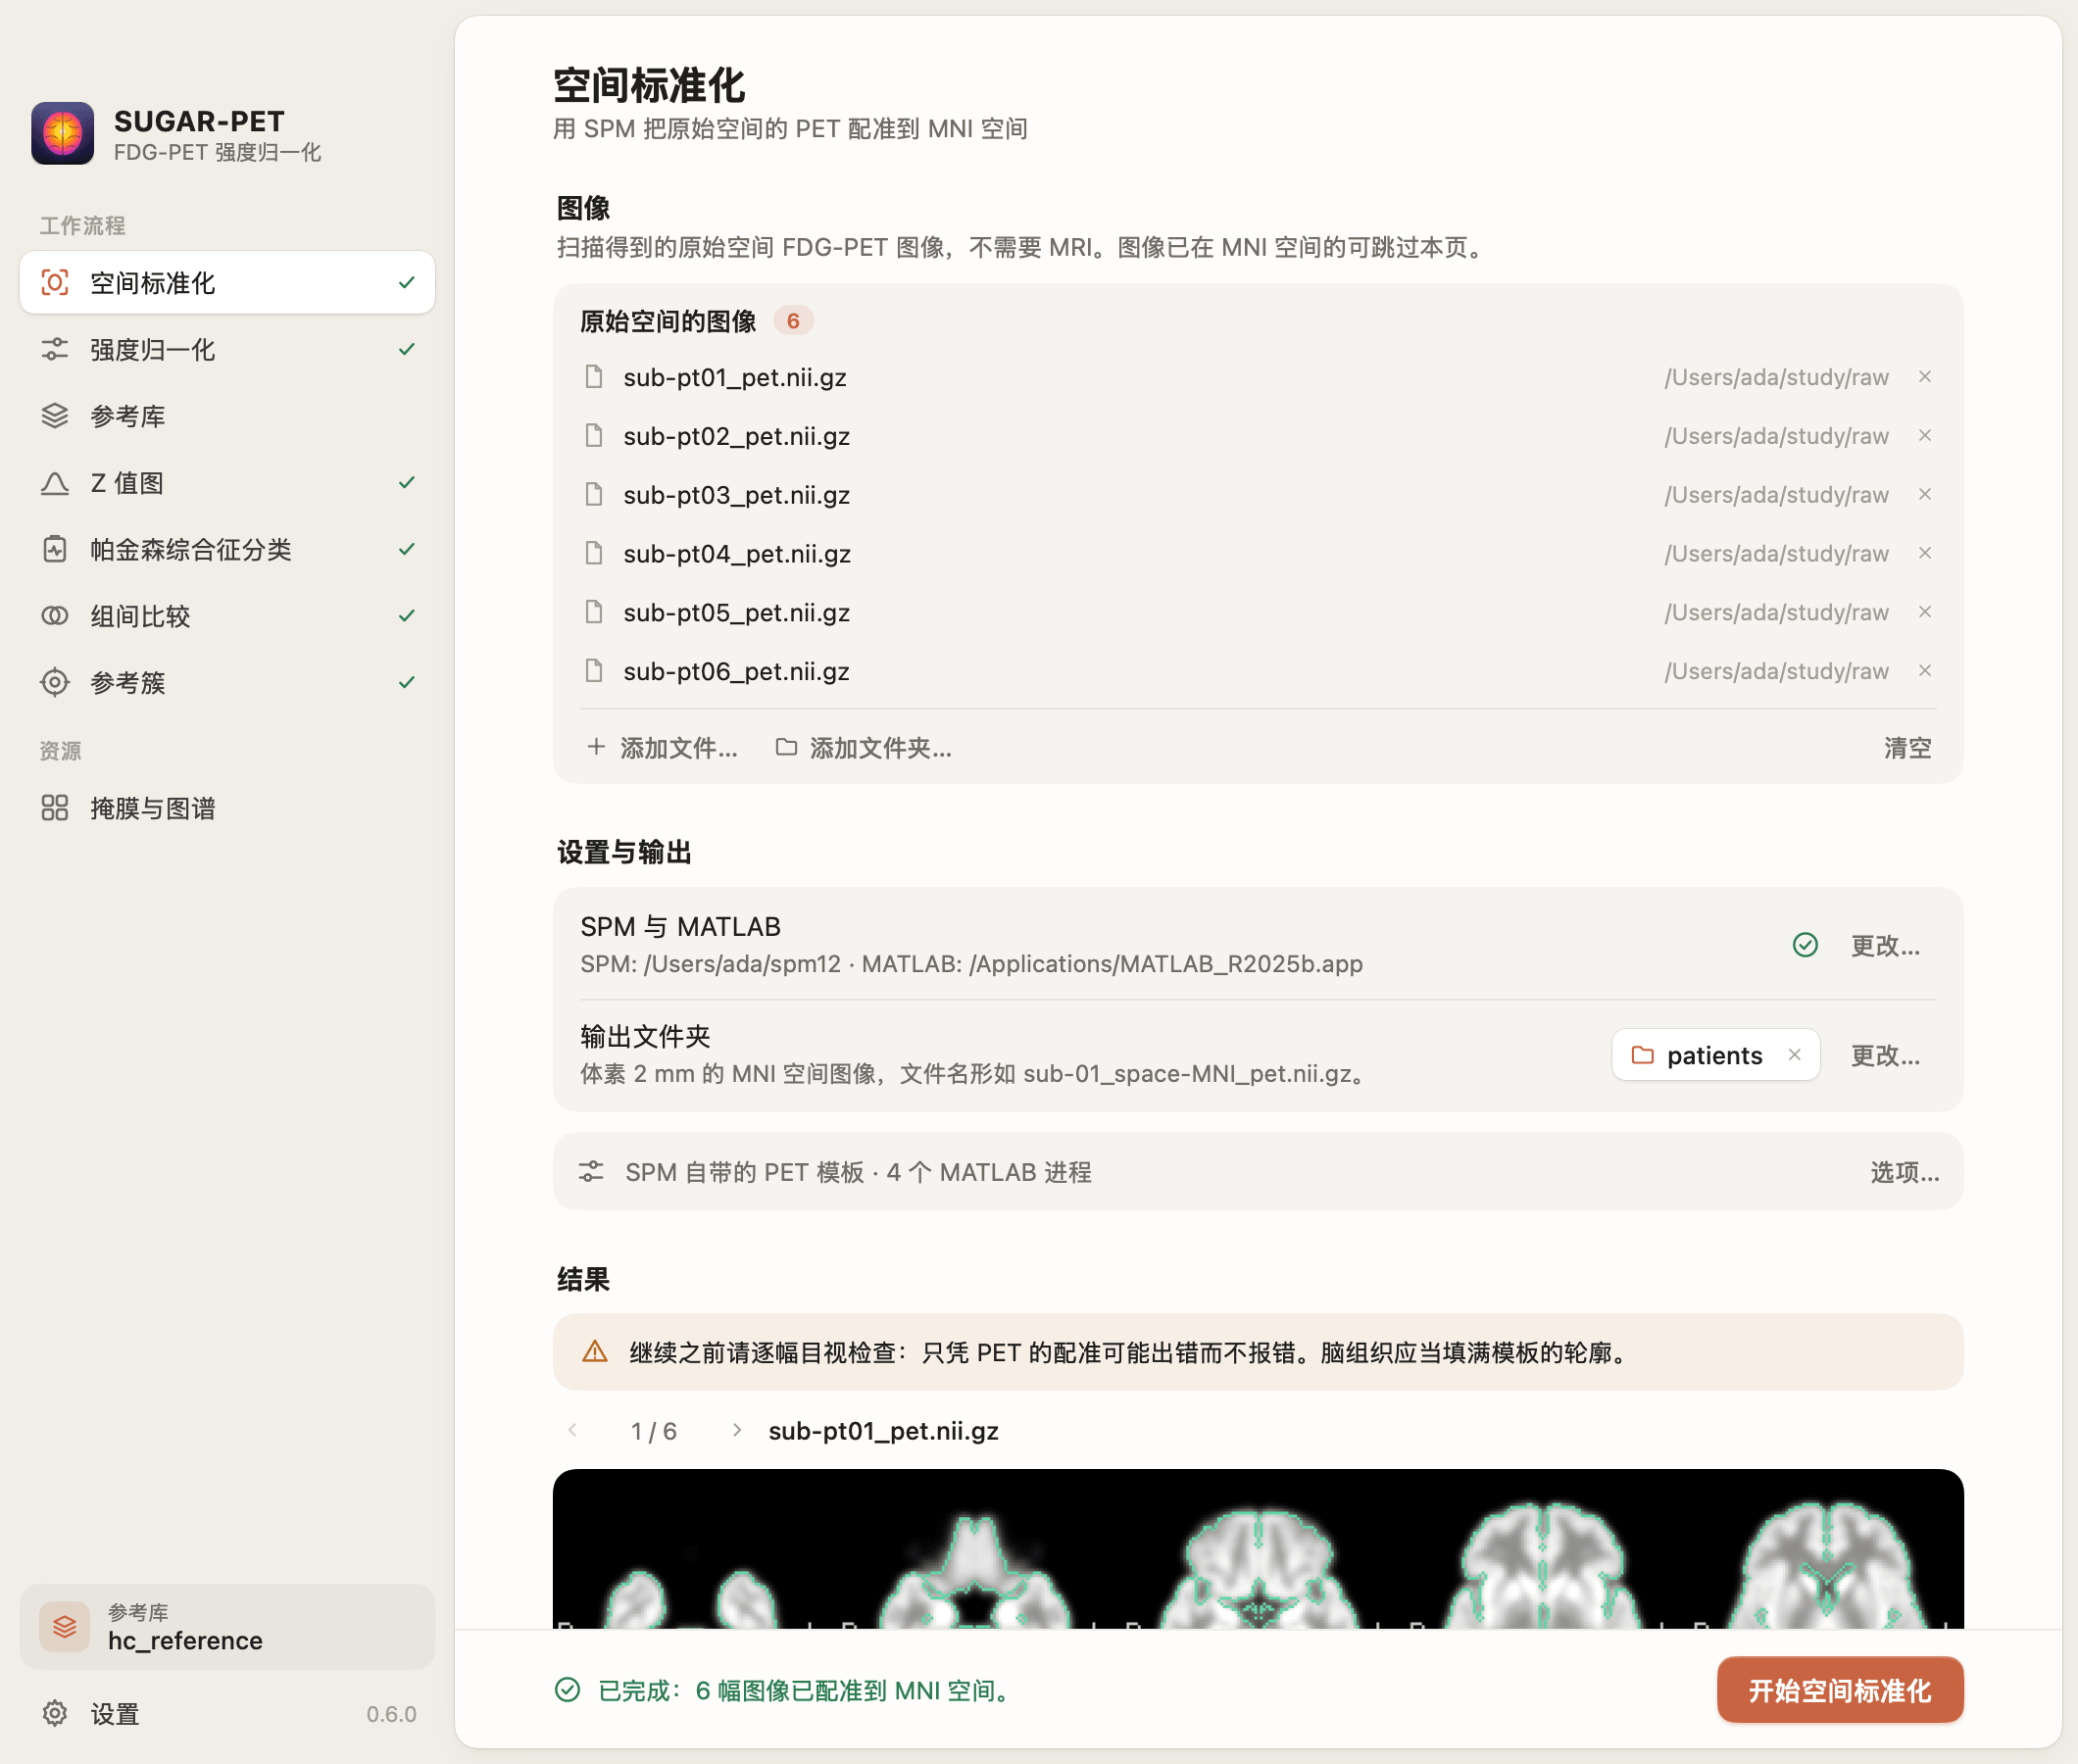 SUGAR-PET
FDG-PET 强度归一化
工作流程
空间标准化
强度归一化
参考库
Z 值图
帕金森综合征分类
组间比较
参考簇
资源
掩膜与图谱
参考库
hc_reference
设置
0.6.0
空间标准化
用 SPM 把原始空间的 PET 配准到 MNI 空间
图像
扫描得到的原始空间 FDG-PET 图像，不需要 MRI。图像已在 MNI 空间的可跳过本页。
原始空间的图像 6
sub-pt01_pet.nii.gz /Users/ada/study/raw
sub-pt02_pet.nii.gz /Users/ada/study/raw
sub-pt03_pet.nii.gz /Users/ada/study/raw
sub-pt04_pet.nii.gz /Users/ada/study/raw
sub-pt05_pet.nii.gz /Users/ada/study/raw
sub-pt06_pet.nii.gz /Users/ada/study/raw
添加文件... 添加文件夹... 清空
设置与输出
SPM 与 MATLAB
SPM: /Users/ada/spm12 · MATLAB: /Applications/MATLAB_R2025b.app
更改...
输出文件夹
体素 2 mm 的 MNI 空间图像，文件名形如 sub-01_space-MNI_pet.nii.gz。
patients 更改...
SPM 自带的 PET 模板 · 4 个 MATLAB 进程 选项...
结果
继续之前请逐幅目视检查：只凭 PET 的配准可能出错而不报错。脑组织应当填满模板的轮廓。
1 / 6 sub-pt01_pet.nii.gz
已完成：6 幅图像已配准到 MNI 空间。
开始空间标准化